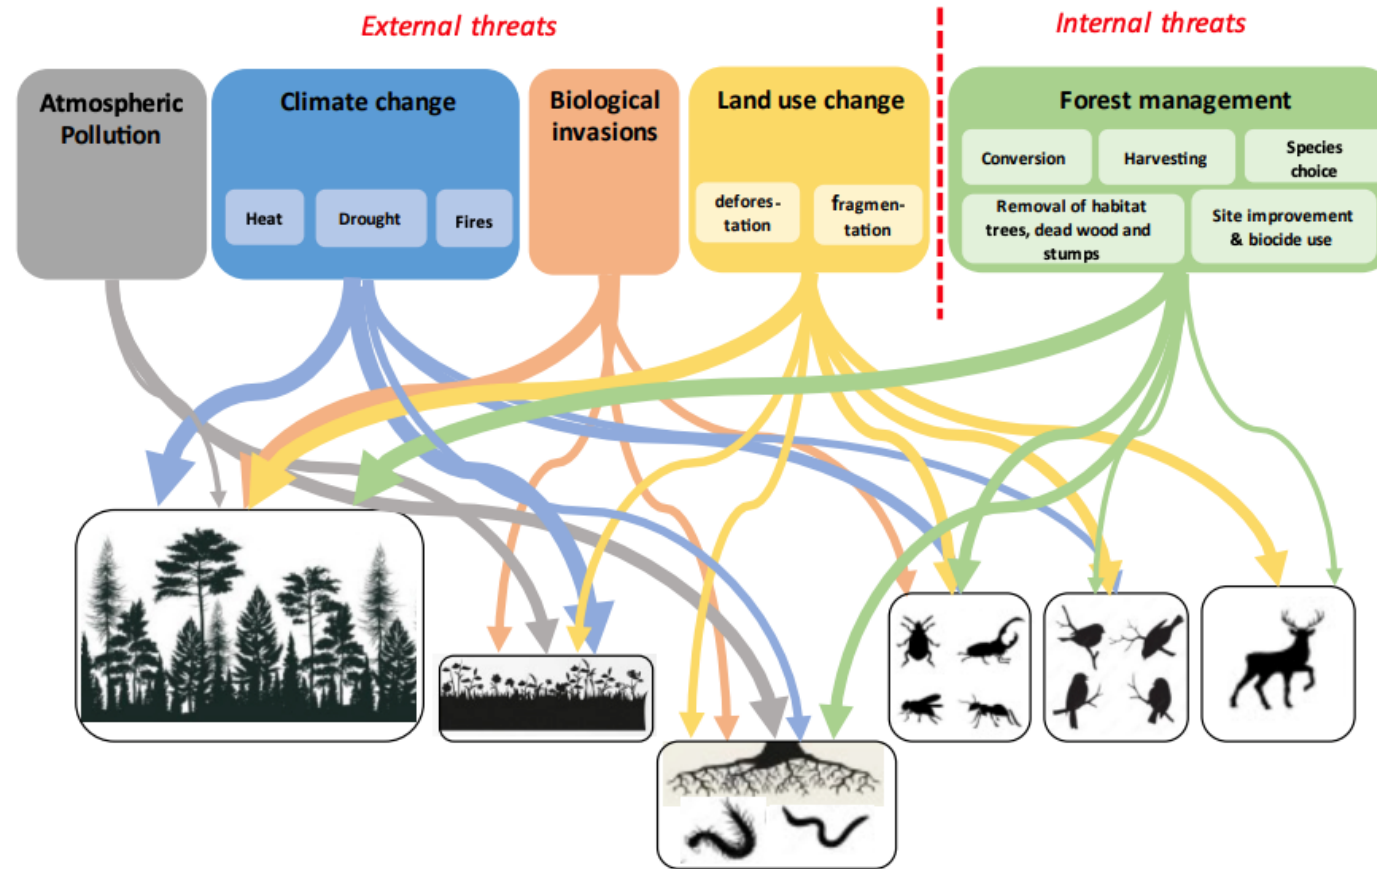 External threats
Internal threats
Atmospheric
Pollution
Climate change
Heat
Drought
Fires
Biological
invasions
Land use change
defores-
tation
fragmen-
tation
Forest management
Conversion
Harvesting
Species
choice
Removal of habitat
trees, dead wood and
stumps
Site improvement
& biocide use